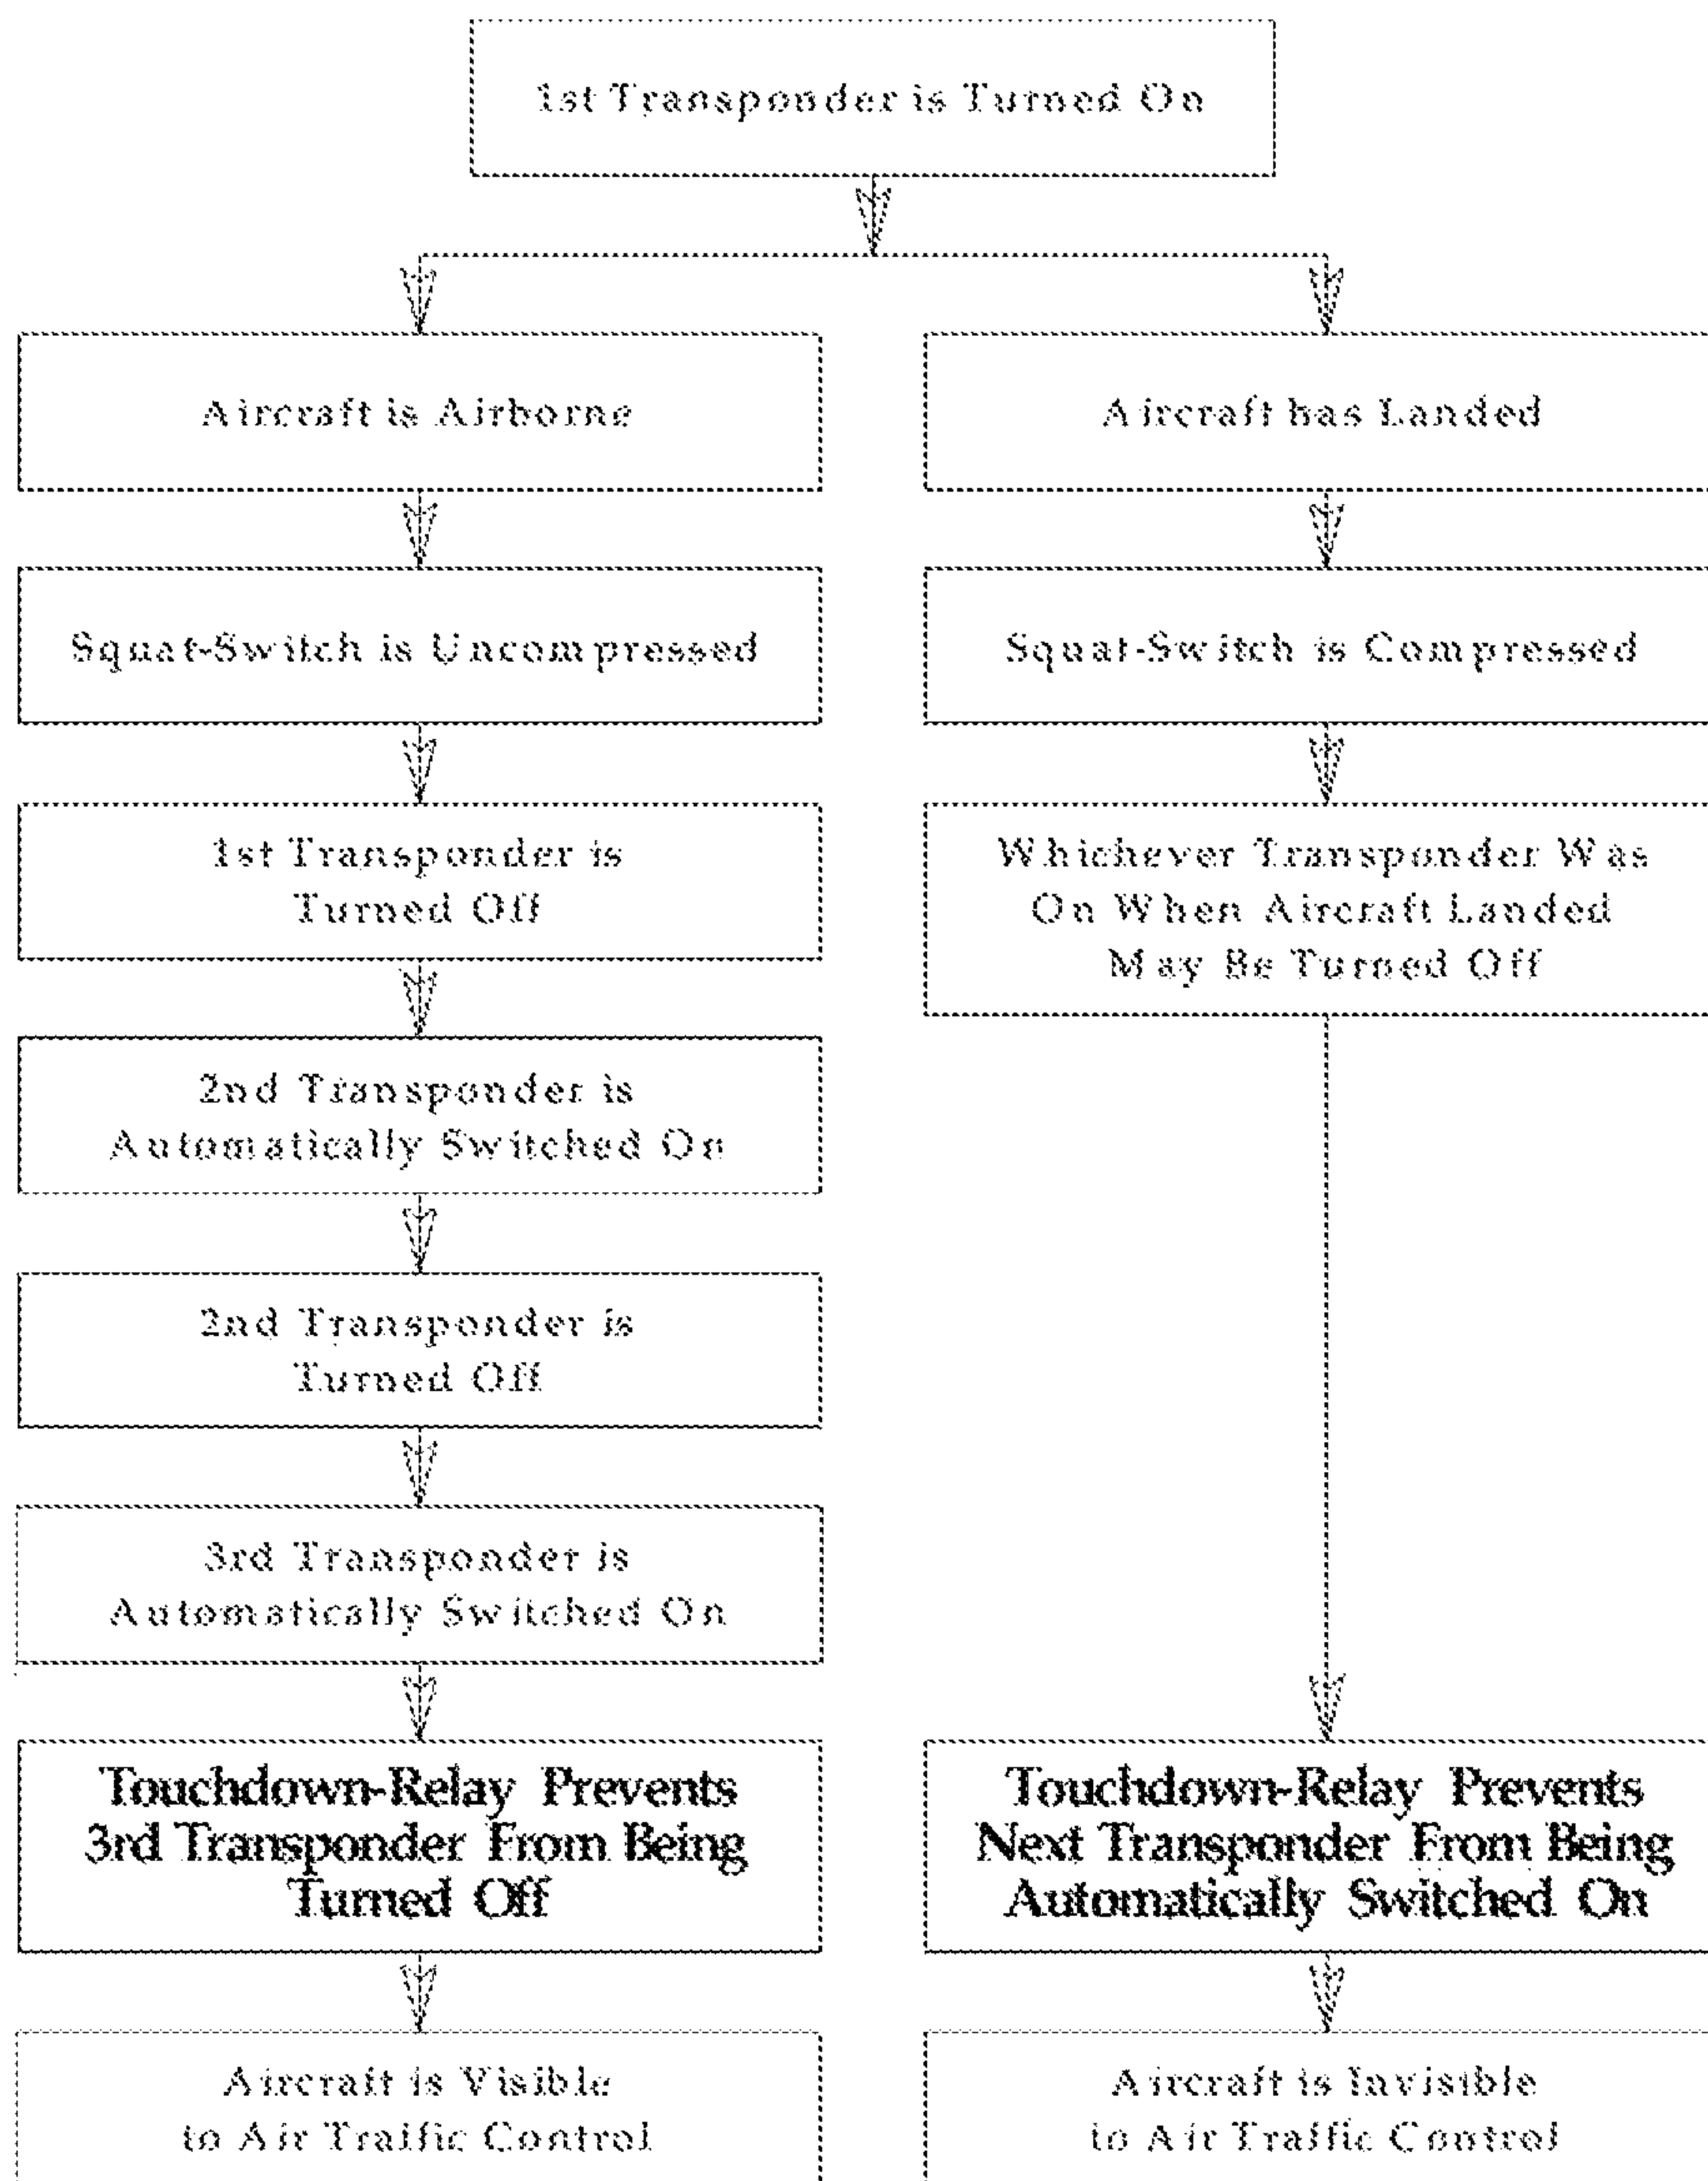 1st Transponder is Turned On
Aircraft is Airborne
Aircraft has Landed
Squat-Switch is Uncompressed
Squat-Switch is Compressed
1st Transponder is
Turned Off
Whichever Transponder Was
On When Aircraft Landed
May Be Turned Off
2nd Transponder is
Automatically Switched On
2nd Transponder is
Turned Off
3rd Transponder is
Automatically Switched On
Touchdown-Relay Prevents
3rd Transponder From Being
Turned Off
Touchdown-Relay Prevents
Next Transponder From Being
Automatically Switched On
Aircraft is Visible
to Air Traffic Control
Aircraft is Invisible
to Air Traffic Control